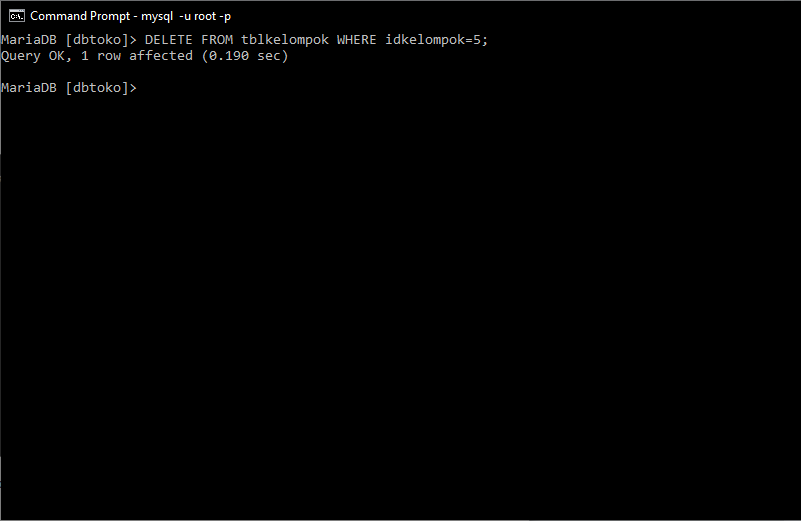 Command Prompt - mysql  -u root -p
MariaDB [dbtoko]> DELETE FROM tblkelompok WHERE idkelompok=5;
Query OK, 1 row affected (0.190 sec)
MariaDB [dbtoko]>